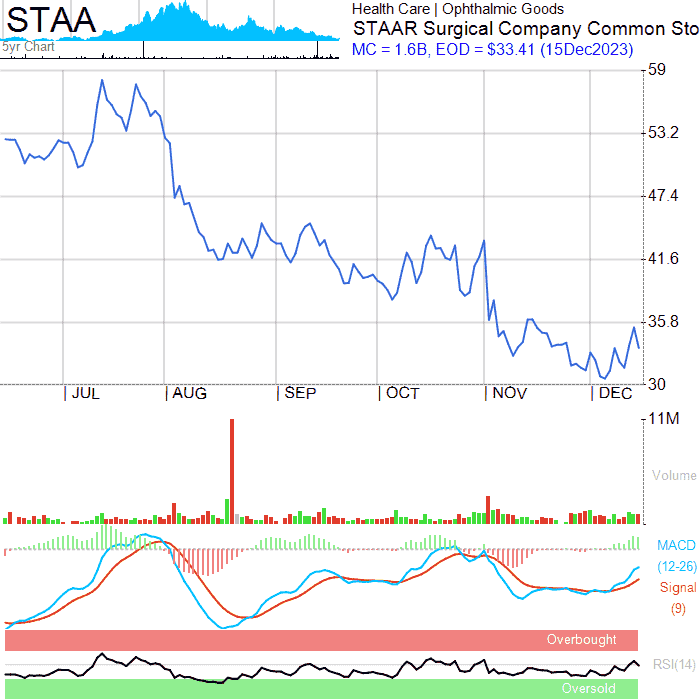 STAA
5yr Chart
Health Care | Ophthalmic Goods
STAAR Surgical Company Common Sto
MC = 1.6B, EOD = $33.41 (15Dec2023)
59
53.2
47.4
41.6
35.8
30
JUL
AUG
SEP
OCT
NOV
DEC
11M
Volume
MACD
(12-26)
Signal
(9)
Overbought
RSI(14)
Oversold